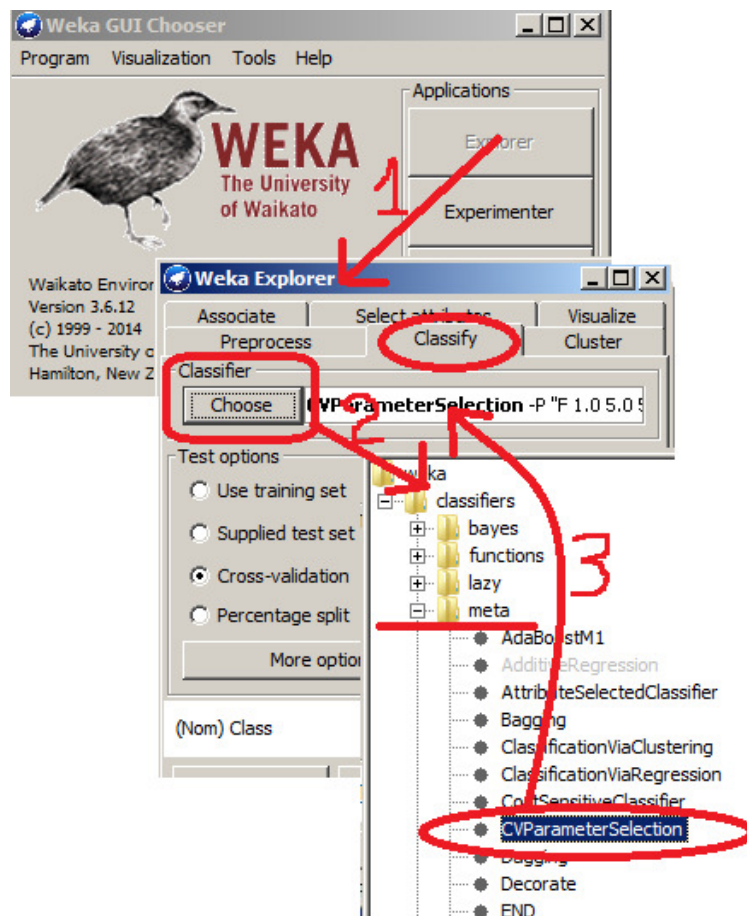 Weka GUI Chooser
Program Visualization Tools Help
WEKA
The University
of Waikato
Applications
Explorer
Experimenter
1
Waikato Environ
Version 3.6.12
(c) 1999 - 2014
The University o
Hamilton, New Z
Weka Explorer
Associate Select attributes Visualize
Preprocess Classify Cluster
Classifier
Choose CVParameterSelection -P "F 1.0 5.0 5
2
Test options
Use training set
Supplied test set
Cross-validation
Percentage split
More option
(Nom) Class
weka
classifiers
bayes
functions
lazy
meta
3
AdaBoostM1
AdditiveRegression
AttributeSelectedClassifier
Bagging
ClassificationViaClustering
ClassificationViaRegression
CostSensitiveClassifier
CVParameterSelection
Dagging
Decorate
END